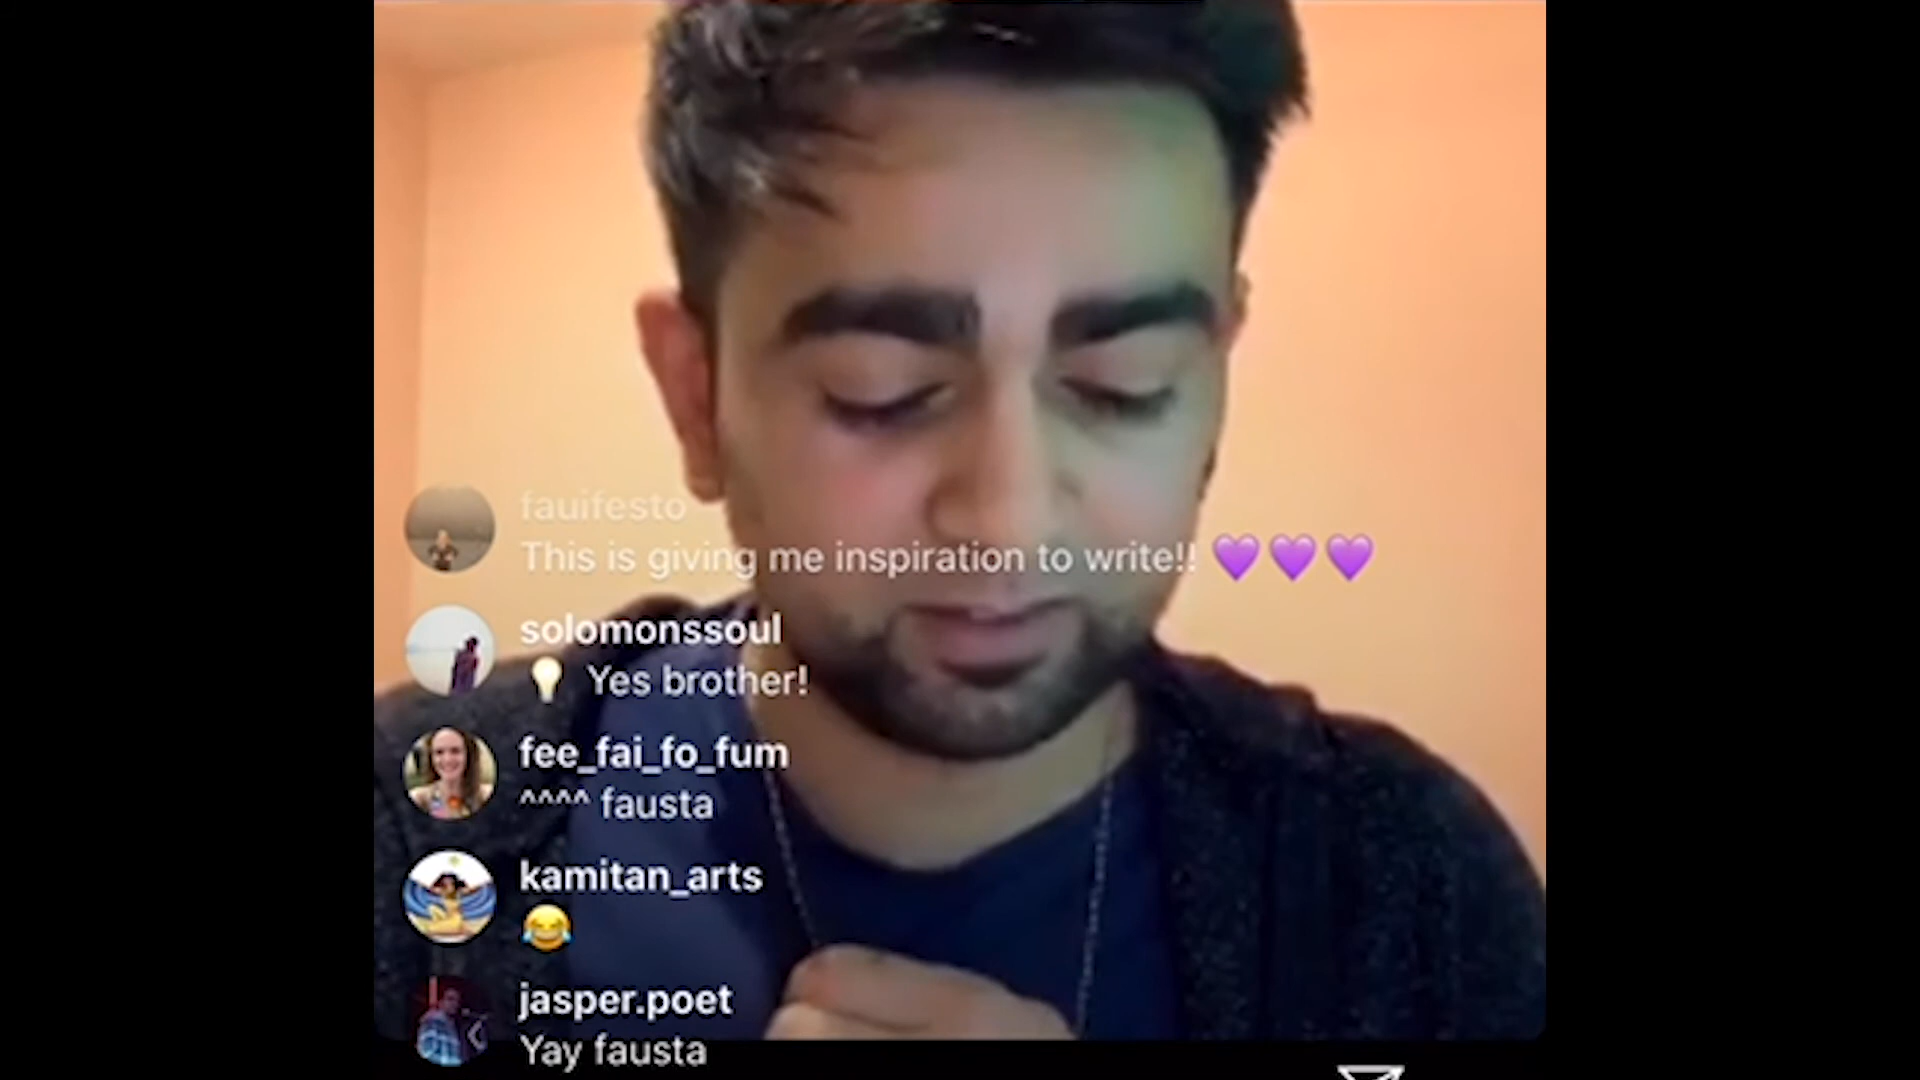 fauifesto
This is giving me inspiration to write!! 💜💜💜
solomonssoul
💡 Yes brother!
fee_fai_fo_fum
^^^^ fausta
kamitan_arts
😂
jasper.poet
Yay fausta